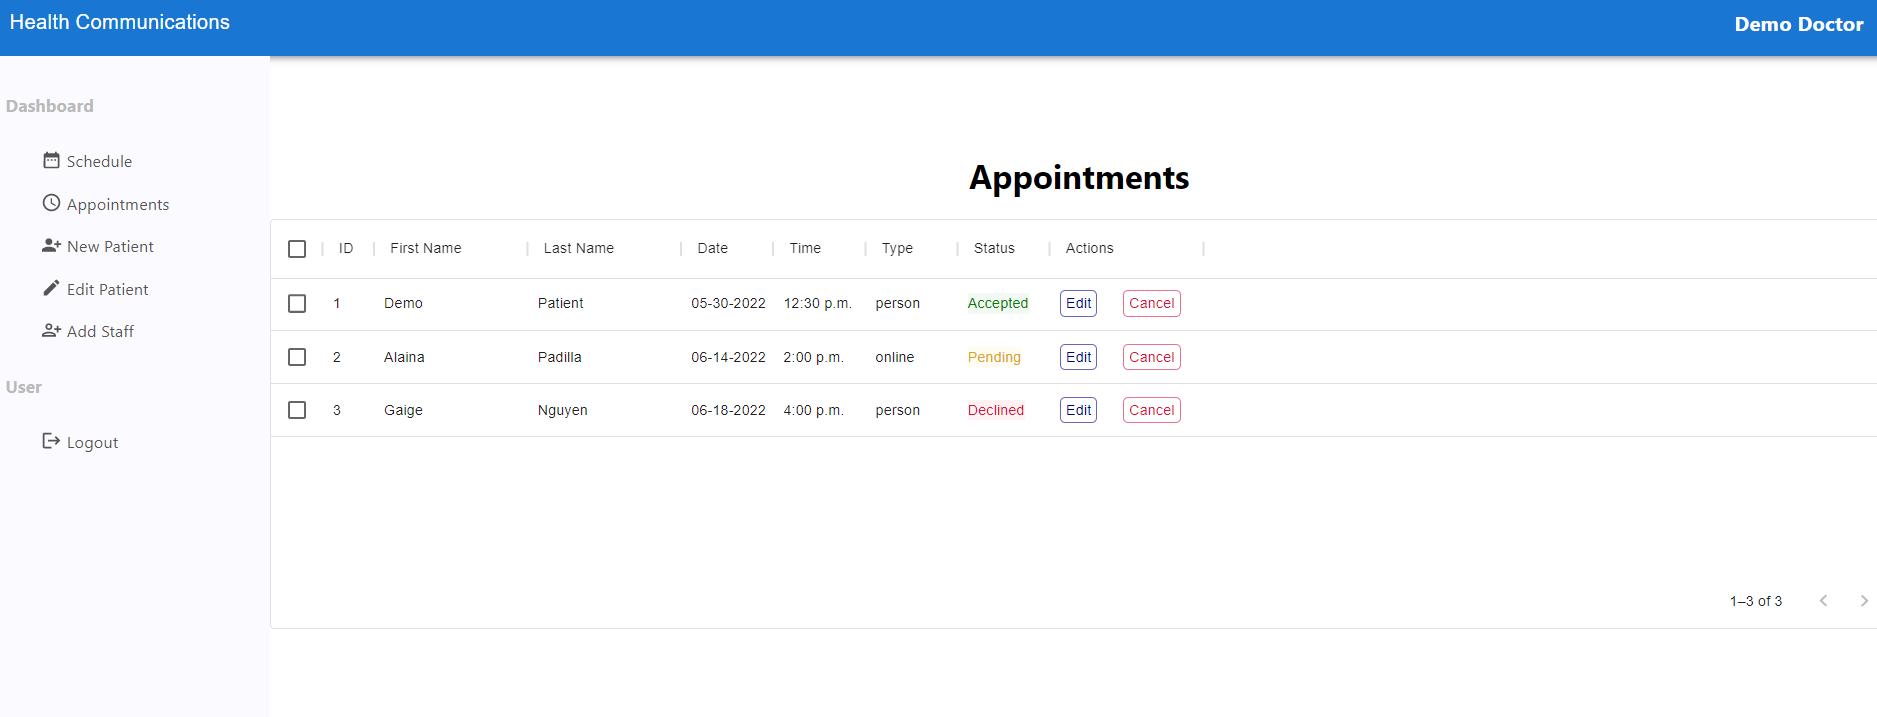 Health Communications
Demo Doctor
Dashboard
Schedule
Appointments
New Patient
Edit Patient
Add Staff
User
Logout
Appointments
ID First Name Last Name Date Time Type Status Actions
1 Demo Patient 05-30-2022 12:30 p.m. person Accepted Edit Cancel
2 Alaina Padilla 06-14-2022 2:00 p.m. online Pending Edit Cancel
3 Gaige Nguyen 06-18-2022 4:00 p.m. person Declined Edit Cancel
1–3 of 3